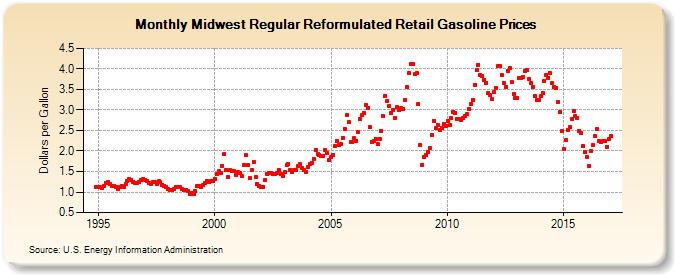 Monthly Midwest Regular Reformulated Retail Gasoline Prices
Dollars per Gallon
4.5
4.0
3.5
3.0
2.5
2.0
1.5
1.0
0.5
1995 2000 2005 2010 2015
Source: U.S. Energy Information Administration